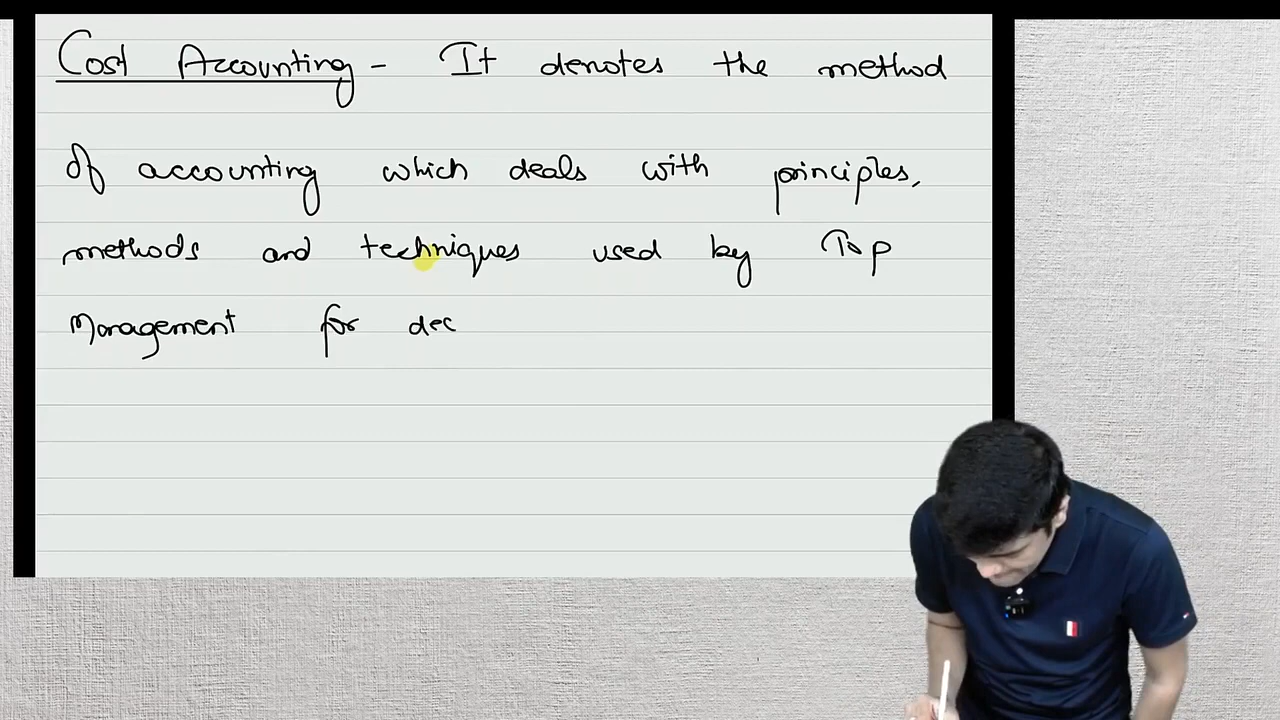 Cost Accounting - It denotes the method
of accounting which deals with principles,
methods and techniques used by Top
Management for dec